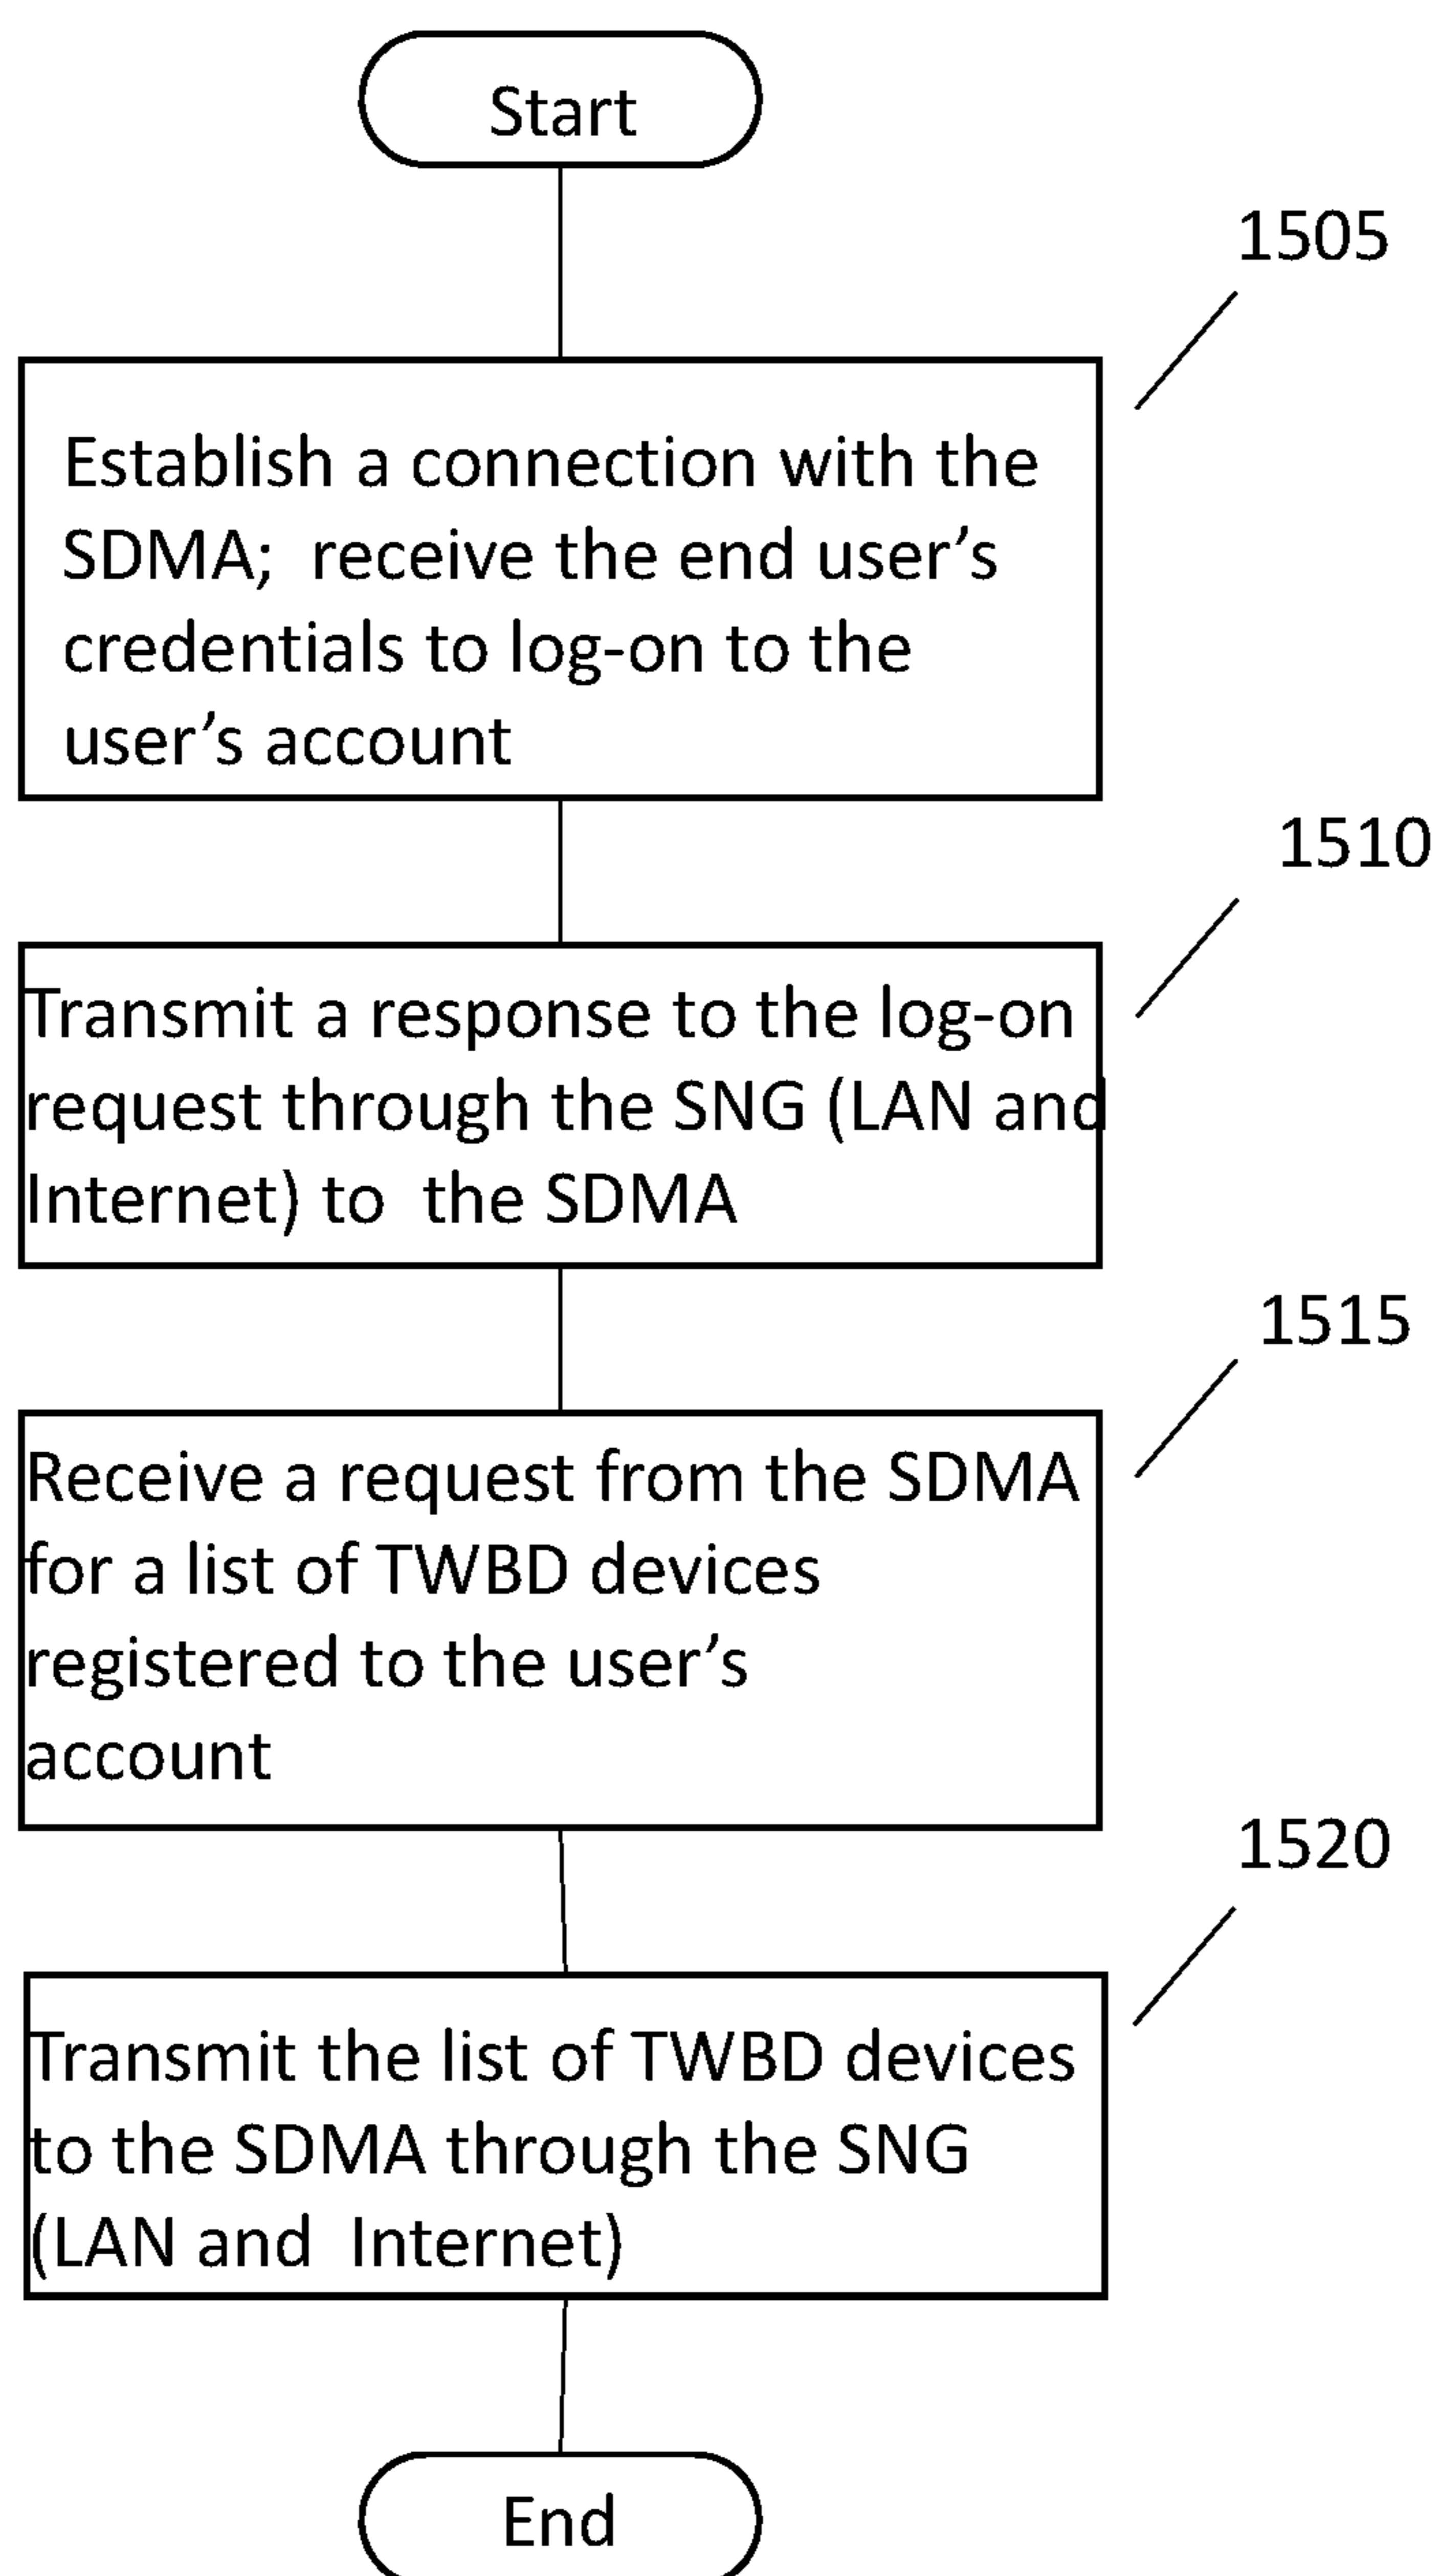 Start
1505
Establish a connection with the
SDMA;  receive the end user's
credentials to log-on to the
user's account
1510
Transmit a response to the log-on
request through the SNG (LAN and
Internet) to  the SDMA
1515
Receive a request from the SDMA
for a list of TWBD devices
registered to the user's
account
1520
Transmit the list of TWBD devices
to the SDMA through the SNG
(LAN and  Internet)
End